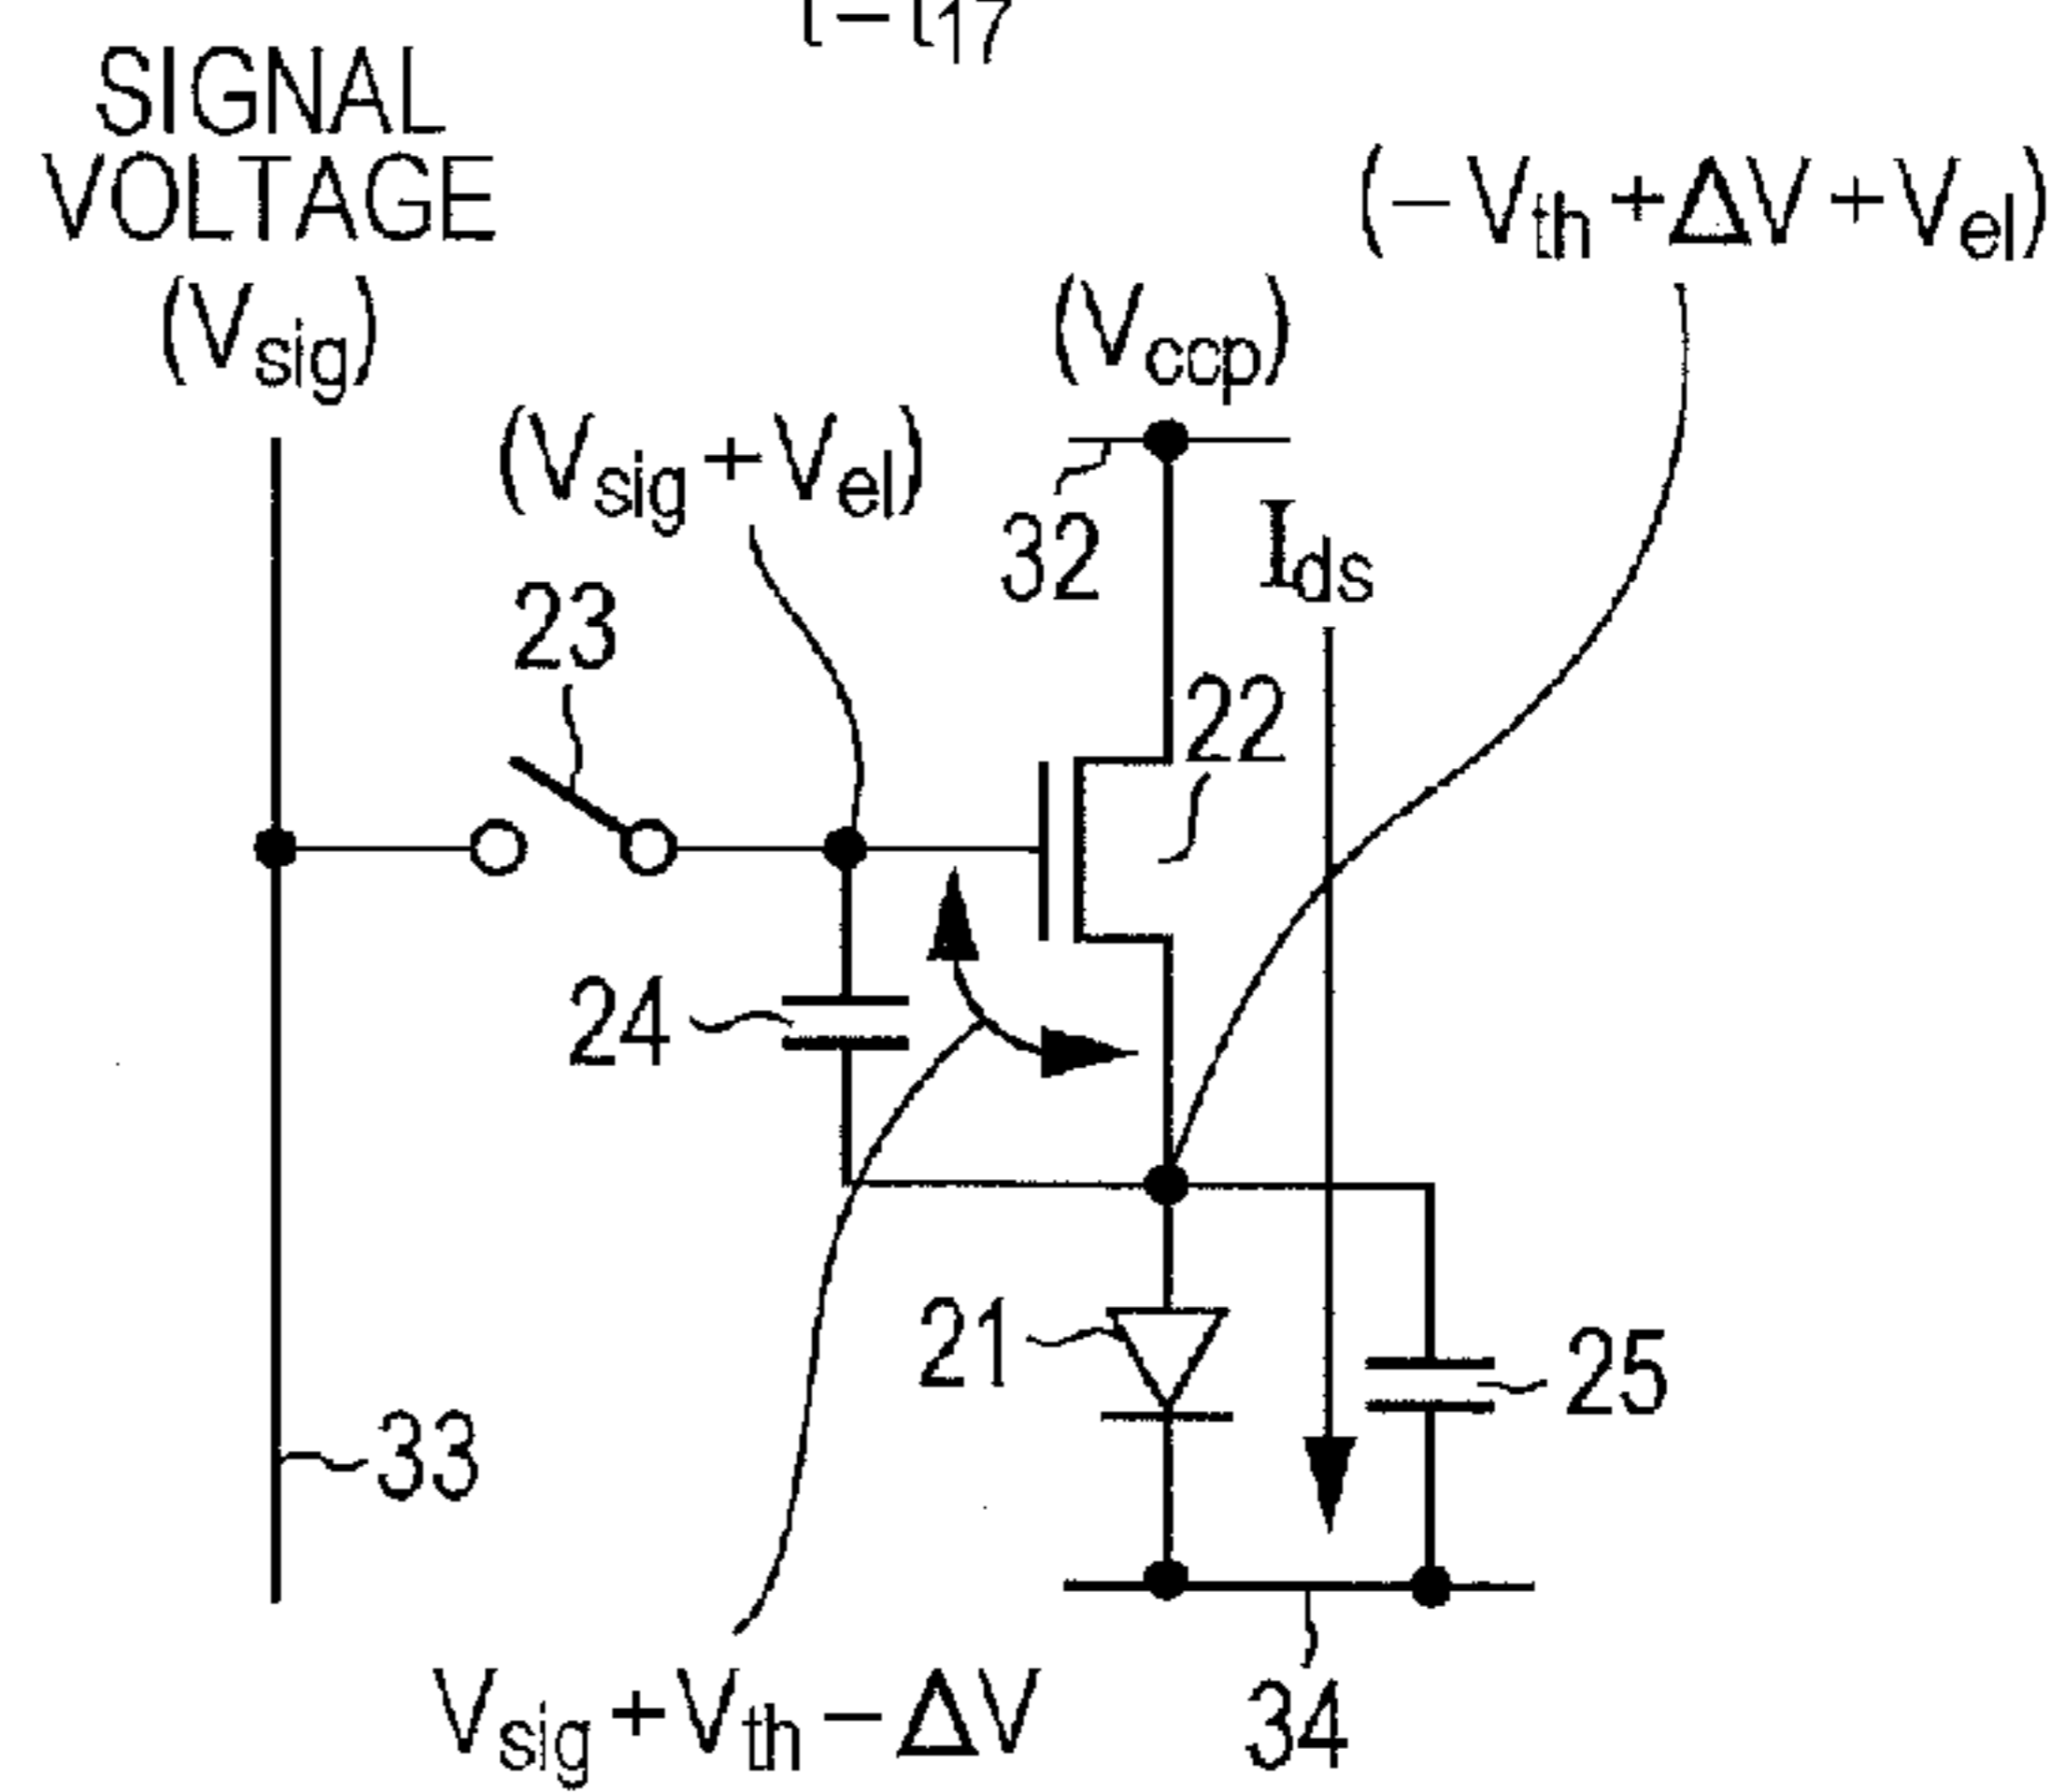 SIGNAL
VOLTAGE
(Vsig)
(−Vth+ΔV+Vel)
(Vccp)
(Vsig+Vel)
32
Ids
23
22
24
21
25
33
Vsig+Vth−ΔV
34